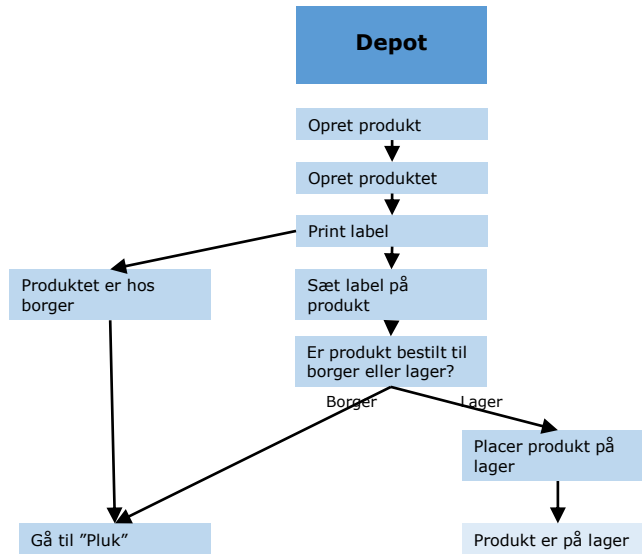 Depot
Opret produkt
Opret produktet
Print label
Produktet er hos
borger
Sæt label på
produkt
Er produkt bestilt til
borger eller lager?
Borger
Lager
Placer produkt på
lager
Gå til ”Pluk”
Produkt er på lager